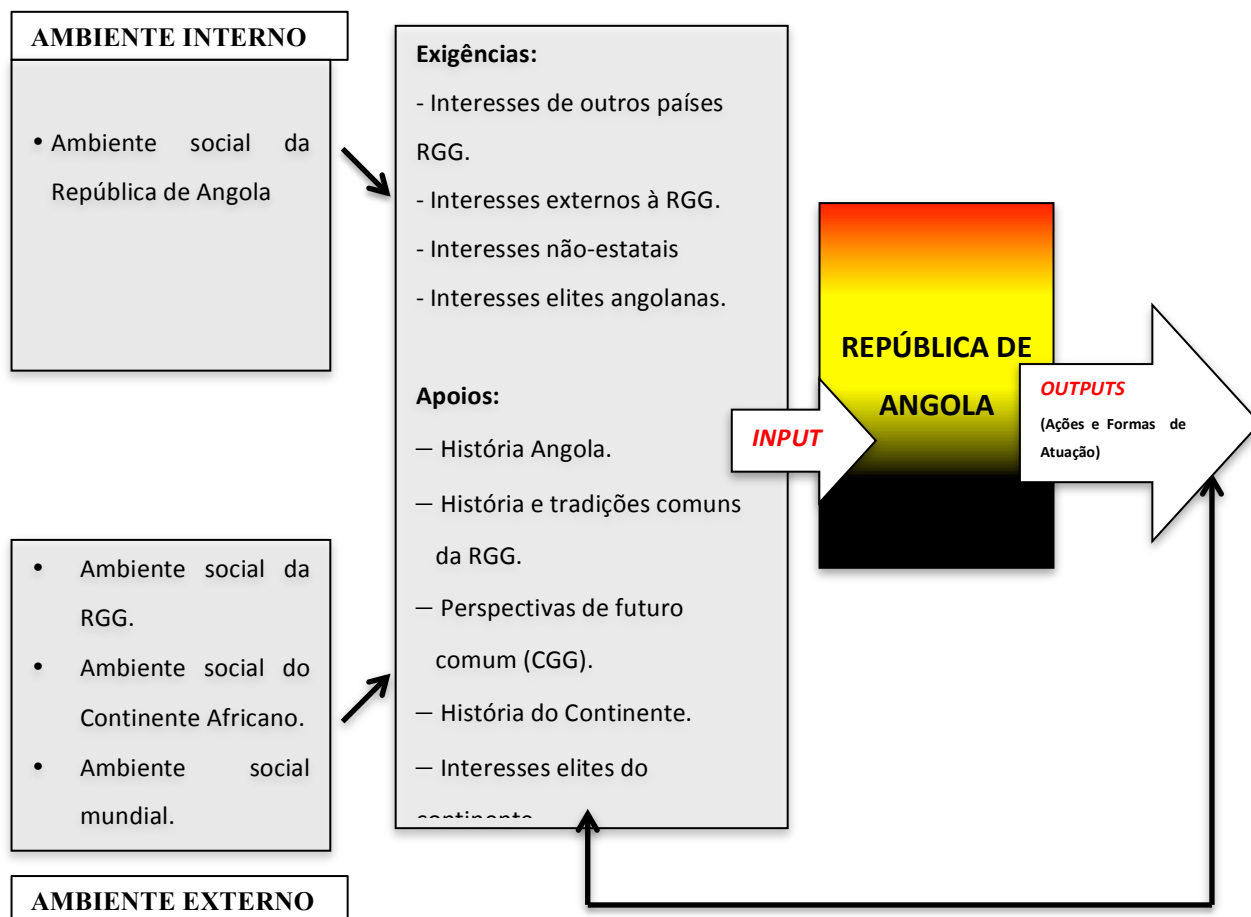 AMBIENTE INTERNO
• Ambiente social da
República de Angola
• Ambiente social da
RGG.
• Ambiente social do
Continente Africano.
• Ambiente social
mundial.
AMBIENTE EXTERNO
Exigências:
- Interesses de outros países
RGG.
- Interesses externos à RGG.
- Interesses não-estatais
- Interesses elites angolanas.
Apoios:
– História Angola.
– História e tradições comuns
da RGG.
– Perspectivas de futuro
comum (CGG).
– História do Continente.
– Interesses elites do
continente
INPUT
REPÚBLICA DE
ANGOLA
OUTPUTS
(Ações e Formas de
Atuação)